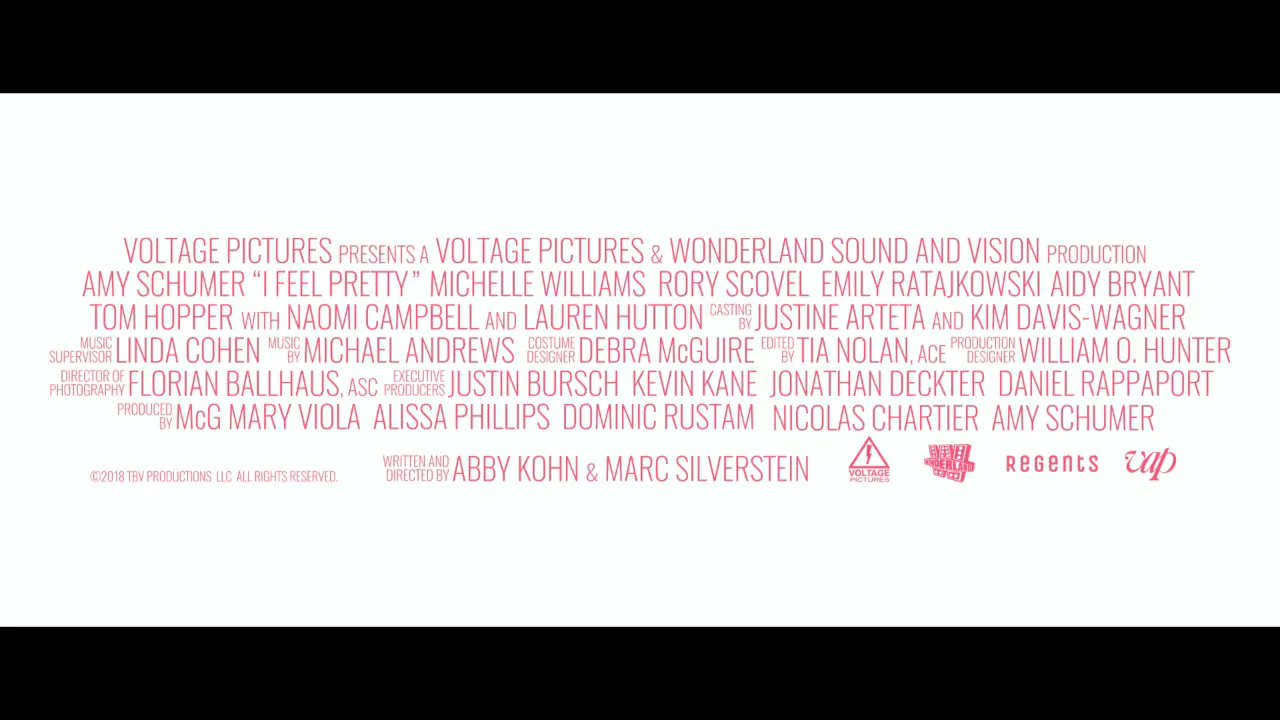 VOLTAGE PICTURES PRESENTS A VOLTAGE PICTURES & WONDERLAND SOUND AND VISION PRODUCTION
AMY SCHUMER “I FEEL PRETTY” MICHELLE WILLIAMS RORY SCOVEL EMILY RATAJKOWSKI AIDY BRYANT
TOM HOPPER WITH NAOMI CAMPBELL AND LAUREN HUTTON CASTING BY JUSTINE ARTETA AND KIM DAVIS-WAGNER
MUSIC SUPERVISOR LINDA COHEN MUSIC BY MICHAEL ANDREWS COSTUME DESIGNER DEBRA McGUIRE EDITED BY TIA NOLAN, ACE PRODUCTION DESIGNER WILLIAM O. HUNTER
DIRECTOR OF PHOTOGRAPHY FLORIAN BALLHAUS, ASC EXECUTIVE PRODUCERS JUSTIN BURSCH KEVIN KANE JONATHAN DECKTER DANIEL RAPPAPORT
PRODUCED BY McG MARY VIOLA ALISSA PHILLIPS DOMINIC RUSTAM NICOLAS CHARTIER AMY SCHUMER
©2018 TBV PRODUCTIONS LLC ALL RIGHTS RESERVED. WRITTEN AND DIRECTED BY ABBY KOHN & MARC SILVERSTEIN VOLTAGE PICTURES WONDERLAND Regents vap